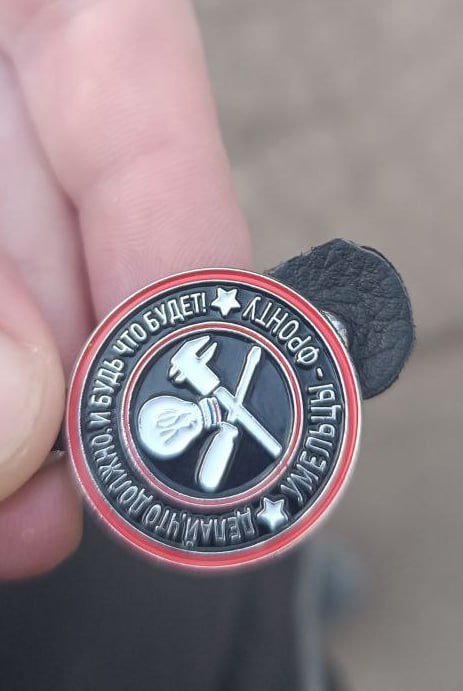 ДЕЛАЙ, ЧТО ДОЛЖНО, И БУДЬ ЧТО БУДЕТ!
УМЕЛЬЦЫ - ФРОНТУ